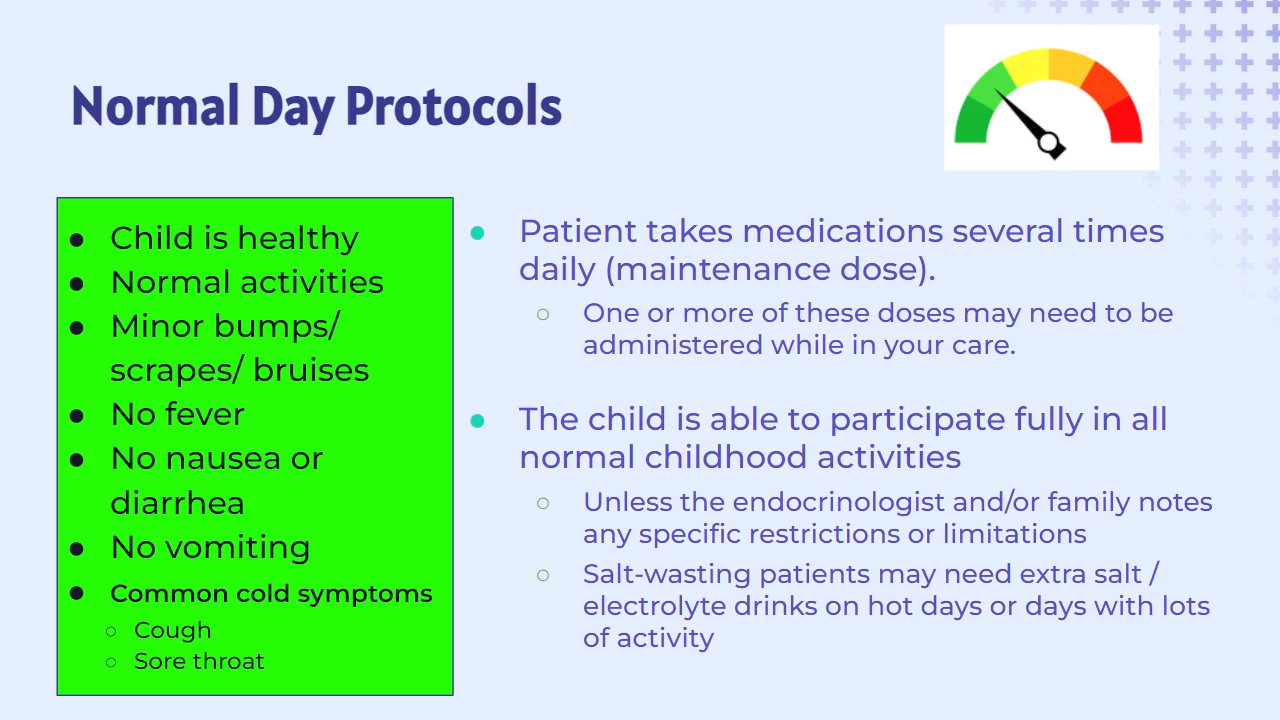 Normal Day Protocols
● Child is healthy
● Normal activities
● Minor bumps/
scrapes/ bruises
● No fever
● No nausea or
diarrhea
● No vomiting
● Common cold symptoms
○ Cough
○ Sore throat
● Patient takes medications several times
daily (maintenance dose).
○ One or more of these doses may need to be
administered while in your care.
● The child is able to participate fully in all
normal childhood activities
○ Unless the endocrinologist and/or family notes
any specific restrictions or limitations
○ Salt-wasting patients may need extra salt /
electrolyte drinks on hot days or days with lots
of activity